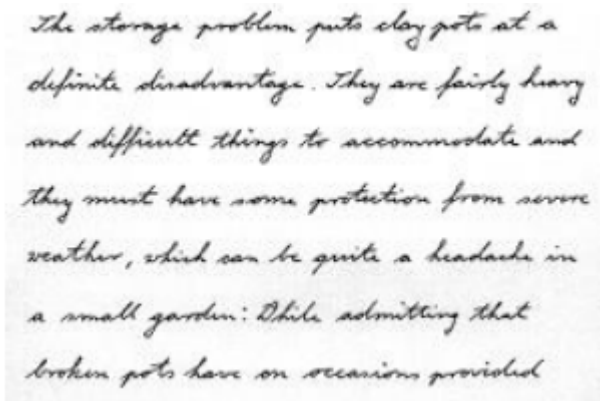 The storage problem puts clay pots at a
definite disadvantage. They are fairly heavy
and difficult things to accommodate and
they must have some protection from severe
weather, which can be quite a headache in
a small garden: While admitting that
broken pots have on occasions provided